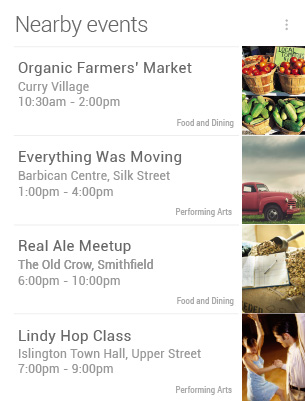 Nearby events
Organic Farmers' Market
Curry Village
10:30am - 2:00pm
Food and Dining
Everything Was Moving
Barbican Centre, Silk Street
1:00pm - 4:00pm
Performing Arts
Real Ale Meetup
The Old Crow, Smithfield
6:00pm - 10:00pm
Food and Dining
Lindy Hop Class
Islington Town Hall, Upper Street
7:00pm - 9:00pm
Performing Arts